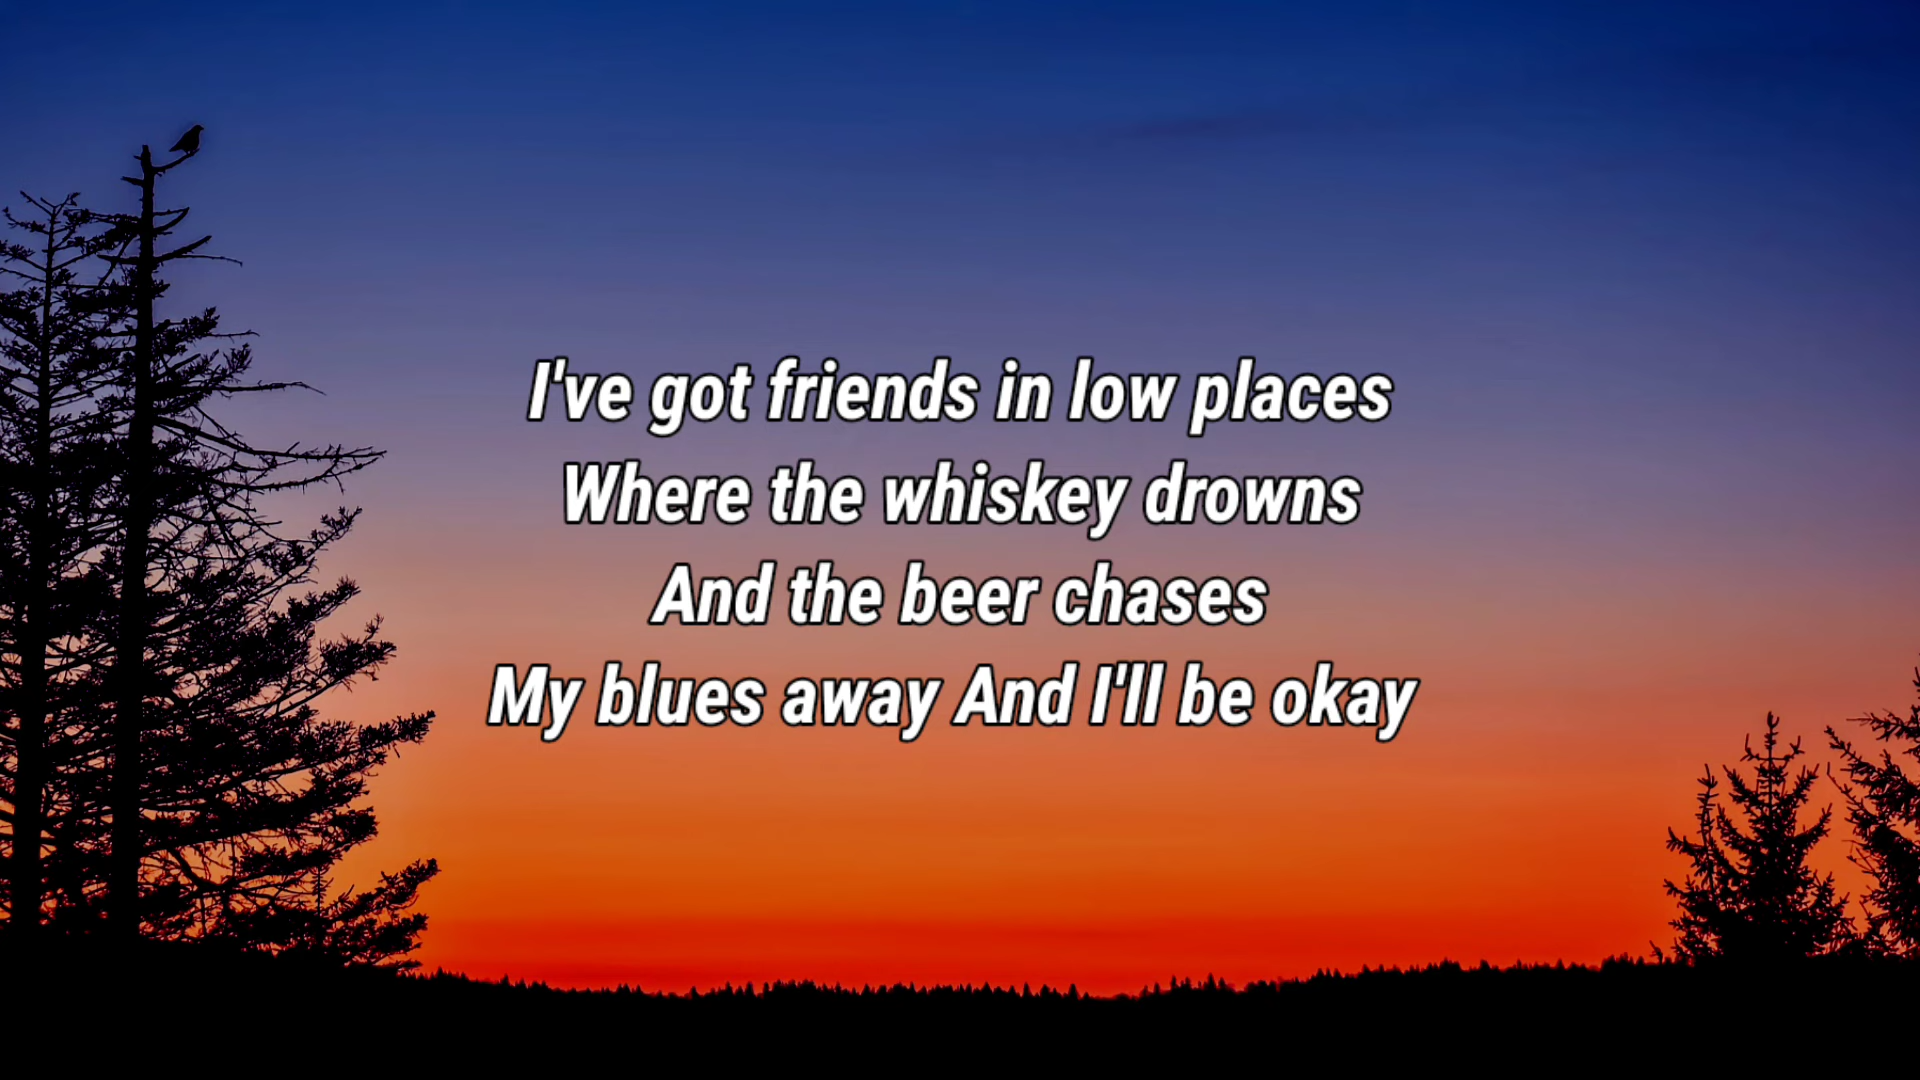 I've got friends in low places
Where the whiskey drowns
And the beer chases
My blues away And I'll be okay